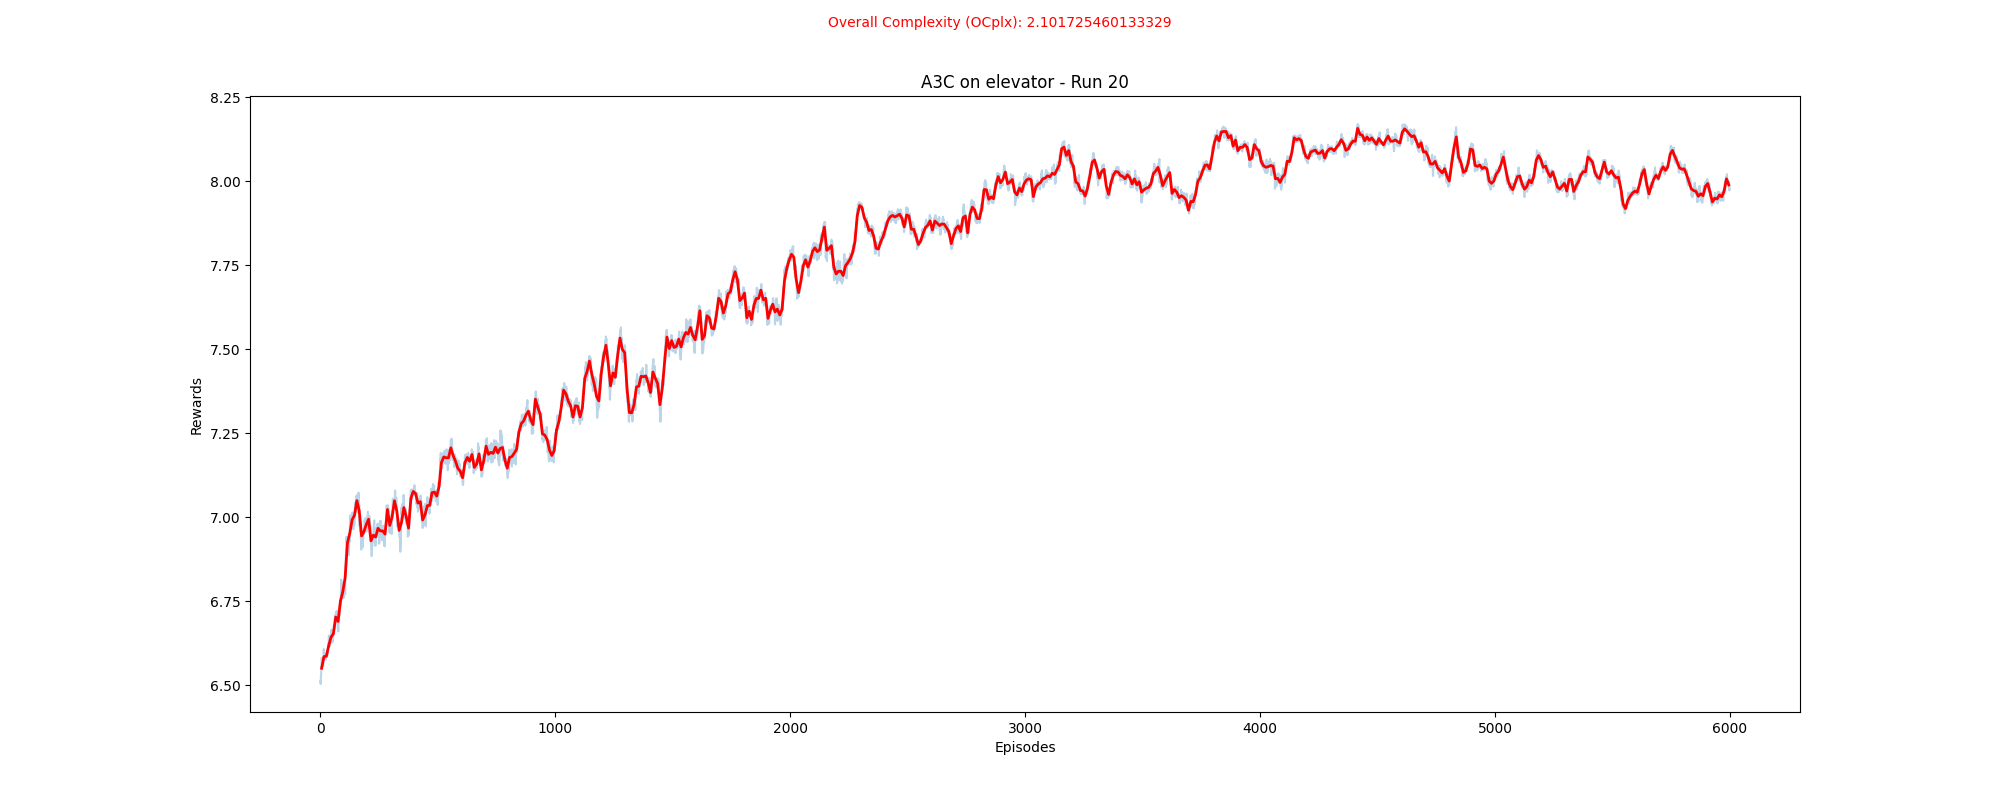 Overall Complexity (OCplx): 2.101725460133329
A3C on elevator - Run 20
8.25
8.00
7.75
7.50
7.25
7.00
6.75
6.50
Rewards
0 1000 2000 3000 4000 5000 6000
Episodes